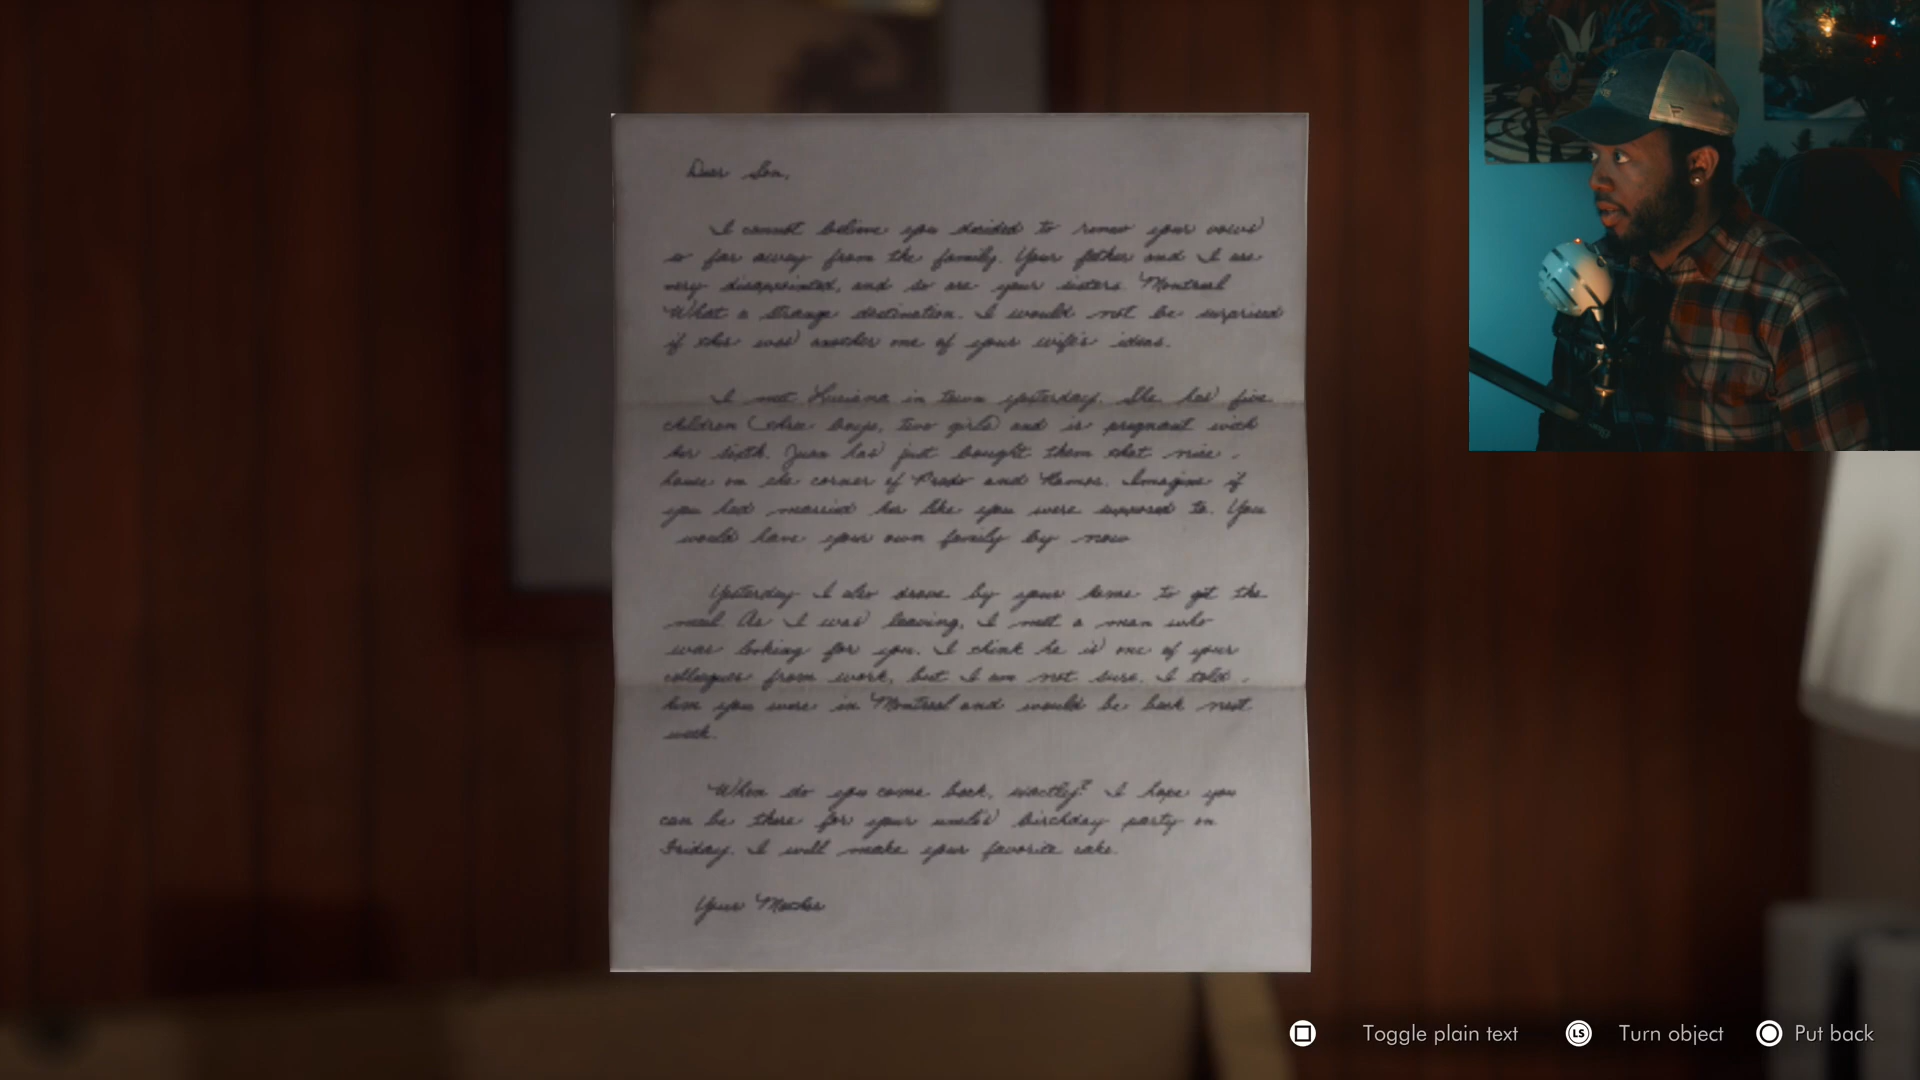 Dear Son,
I cannot believe you decided to renew your vows
so far away from the family. Your father and I are
very disappointed, and so are your sisters. Montreal
What a strange destination. I would not be surprised
if this was another one of your wife's ideas.
I met Luciana in town yesterday. She has five
children (three boys, two girls) and is pregnant with
her sixth. Juan has just bought them that nice
house on the corner of Prado and Ramos. Imagine if
you had married her like you were supposed to. You
would have your own family by now
Yesterday I also drove by your home to get the
mail. As I was leaving, I met a man who
was looking for you. I think he is one of your
colleagues from work, but I am not sure. I told
him you were in Montreal and would be back next
week.
When do you come back, exactly? I hope you
can be there for your uncle's birthday party on
Friday. I will make your favorite cake.
Your Mother
Toggle plain text
LS Turn object
Put back